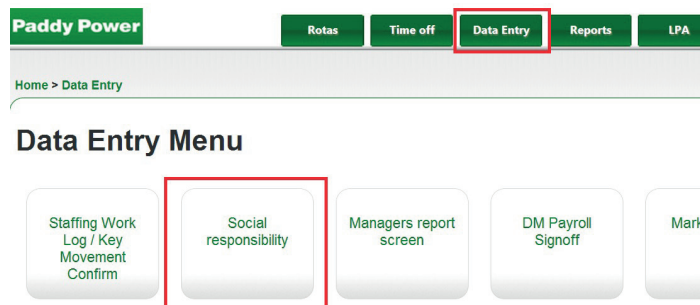 Paddy Power
Rotas Time off Data Entry Reports LPA
Home > Data Entry
Data Entry Menu
Staffing Work
Log / Key
Movement
Confirm
Social
responsibility
Managers report
screen
DM Payroll
Signoff
Mark